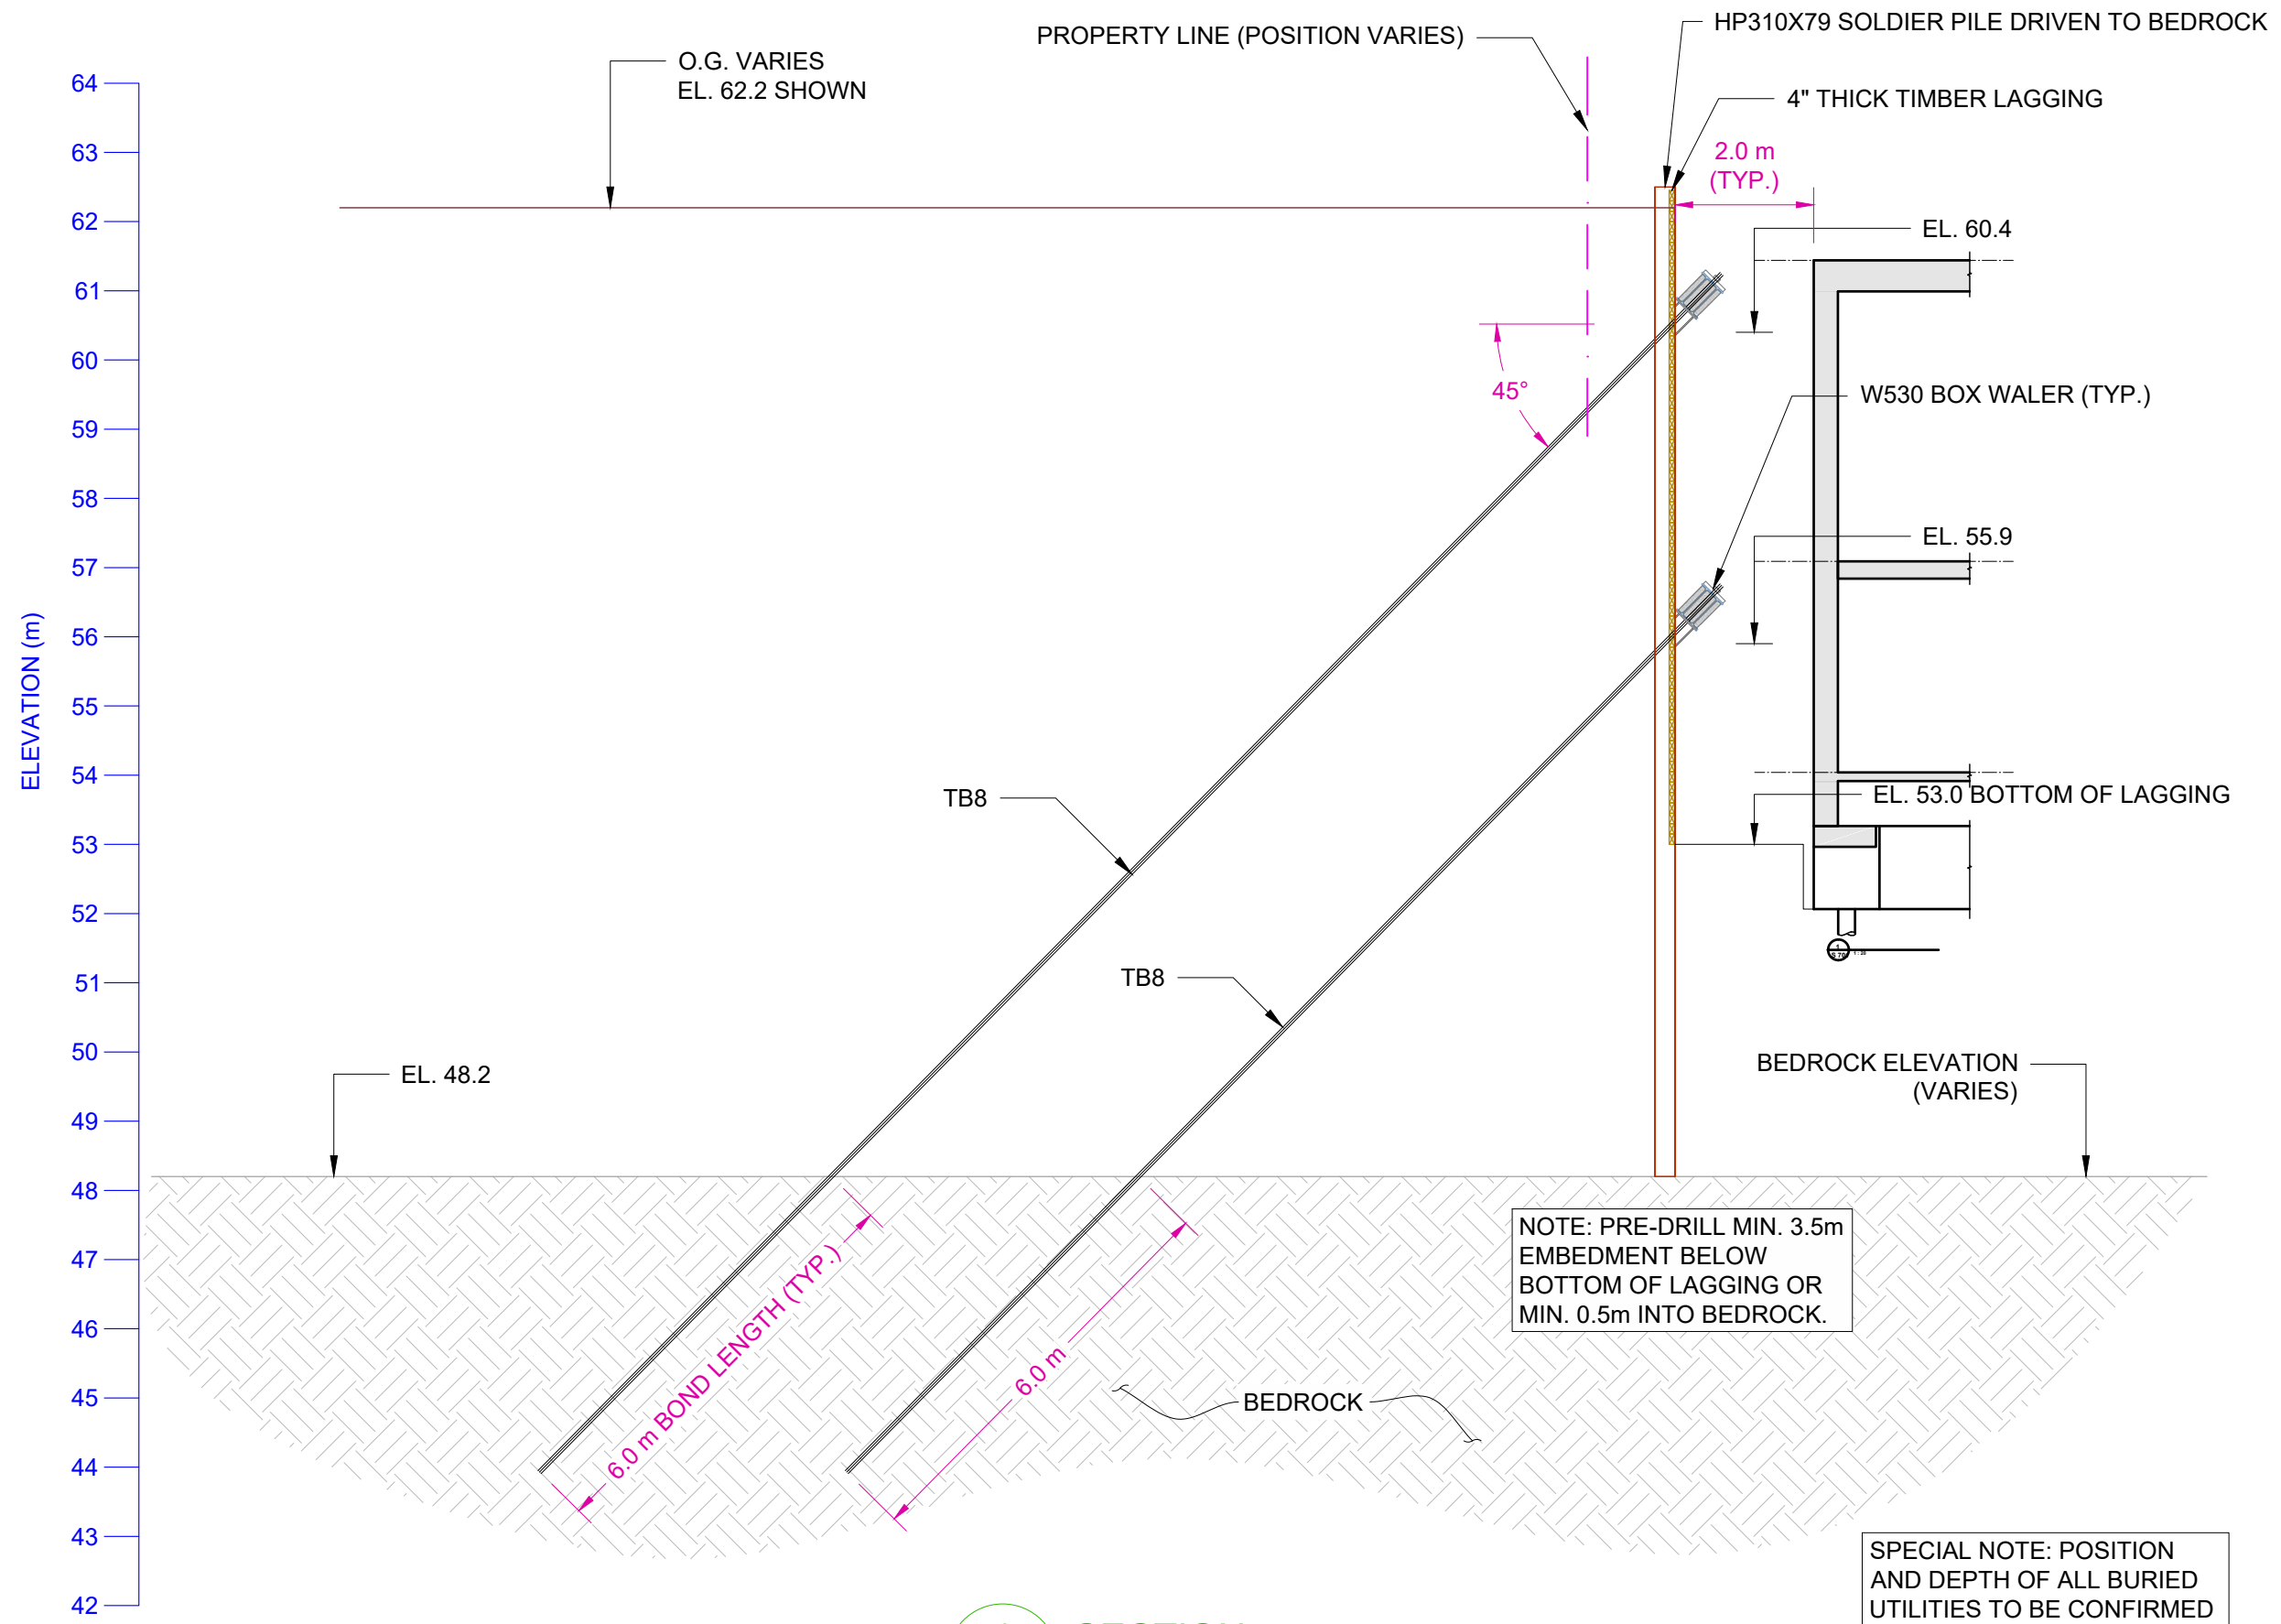 HP310X79 SOLDIER PILE DRIVEN TO BEDROCK
PROPERTY LINE (POSITION VARIES)
O.G. VARIES
EL. 62.2 SHOWN
4" THICK TIMBER LAGGING
2.0 m
(TYP.)
EL. 60.4
45°
W530 BOX WALER (TYP.)
EL. 55.9
TB8
EL. 53.0 BOTTOM OF LAGGING
TB8
EL. 48.2
BEDROCK ELEVATION
(VARIES)
NOTE: PRE-DRILL MIN. 3.5m
EMBEDMENT BELOW
BOTTOM OF LAGGING OR
MIN. 0.5m INTO BEDROCK.
6.0 m BOND LENGTH (TYP.)
6.0 m
BEDROCK
SPECIAL NOTE: POSITION
AND DEPTH OF ALL BURIED
UTILITIES TO BE CONFIRMED
ELEVATION (m)
64
63
62
61
60
59
58
57
56
55
54
53
52
51
50
49
48
47
46
45
44
43
42